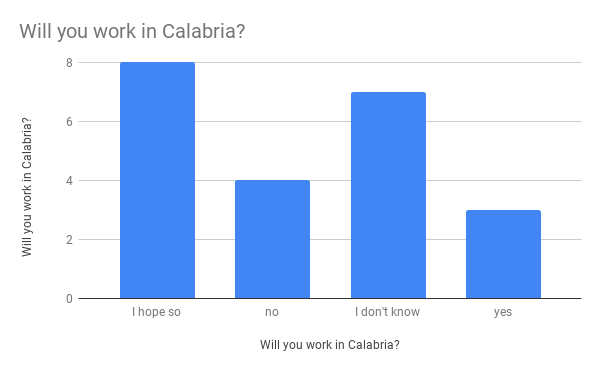 Will you work in Calabria?
Will you work in Calabria?
8
6
4
2
0
I hope so no I don't know yes
Will you work in Calabria?